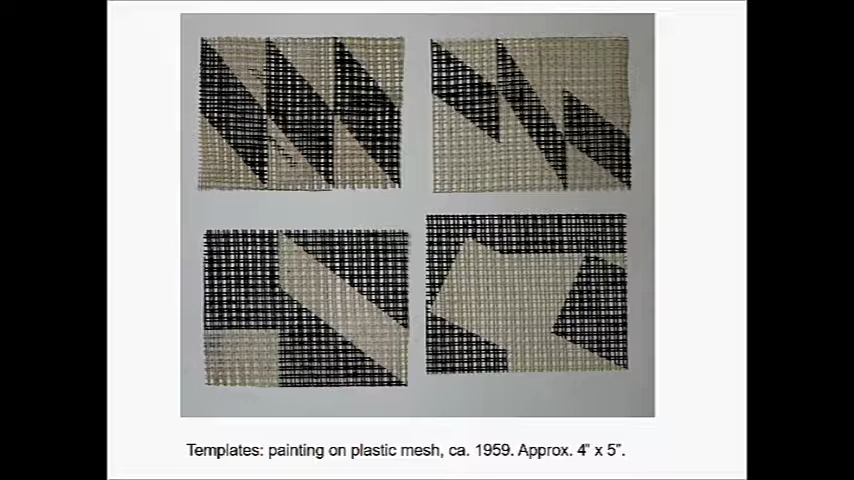 Templates: painting on plastic mesh, ca. 1959. Approx. 4" x 5".